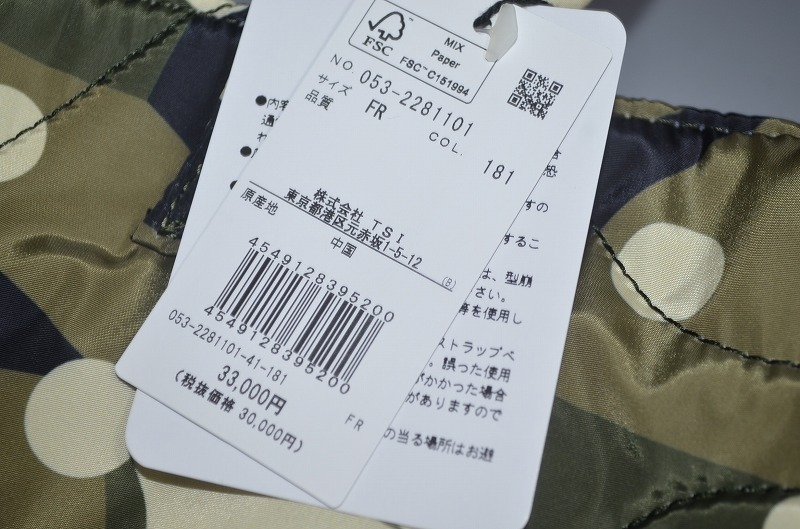 FSC
MIX
Paper
FSC™ C151994
NO. 053-2281101
サイズ FR
品質
COL. 181
株式会社 TSI
東京都港区元赤坂1-5-12
原産地 中国
(B)
4549128395200
4549128395200
053-2281101-41-181
33,000円
(税抜価格 30,000円)
FR
すの
するこ
は、型崩
さい。
等を使用し
ストラップベ
。誤った使用
がかかった場合
がありますので
の当る場所はお避